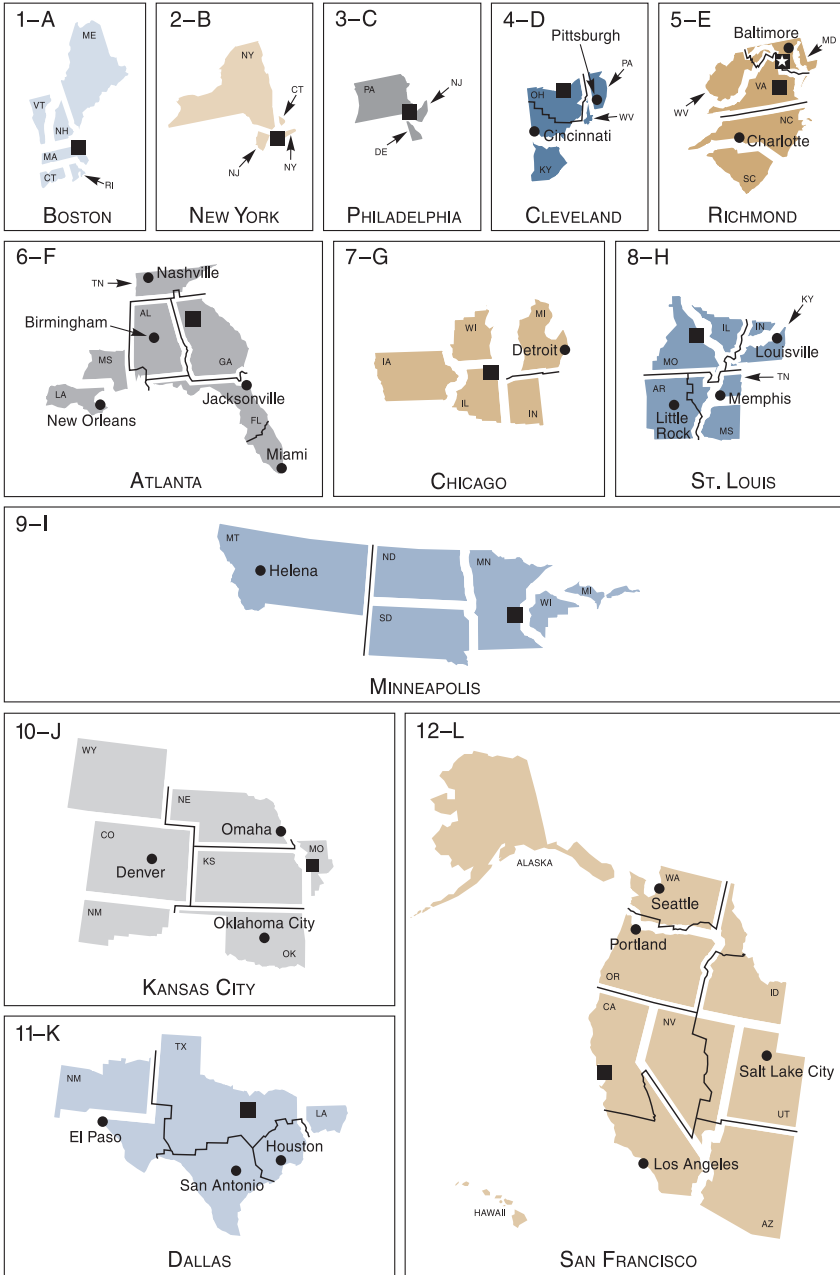 1–A
ME
VT
NH
MA
CT
RI
BOSTON
2–B
NY
CT
NJ
NY
NEW YORK
3–C
PA
NJ
DE
PHILADELPHIA
4–D
Pittsburgh
PA
OH
WV
Cincinnati
KY
CLEVELAND
5–E
Baltimore
MD
VA
WV
NC
Charlotte
SC
RICHMOND
6–F
TN
Nashville
AL
Birmingham
MS
GA
LA
Jacksonville
New Orleans
FL
Miami
ATLANTA
7–G
MI
WI
Detroit
IA
IL
IN
CHICAGO
8–H
KY
IL
IN
Louisville
MO
TN
AR
Memphis
Little
Rock
MS
ST. LOUIS
9–I
MT
ND
MN
Helena
MI
WI
SD
MINNEAPOLIS
10–J
WY
NE
Omaha
CO
MO
Denver
KS
NM
Oklahoma City
OK
KANSAS CITY
11–K
TX
NM
LA
El Paso
Houston
San Antonio
DALLAS
12–L
ALASKA
WA
Seattle
Portland
OR
ID
CA
NV
Salt Lake City
UT
Los Angeles
HAWAII
AZ
SAN FRANCISCO